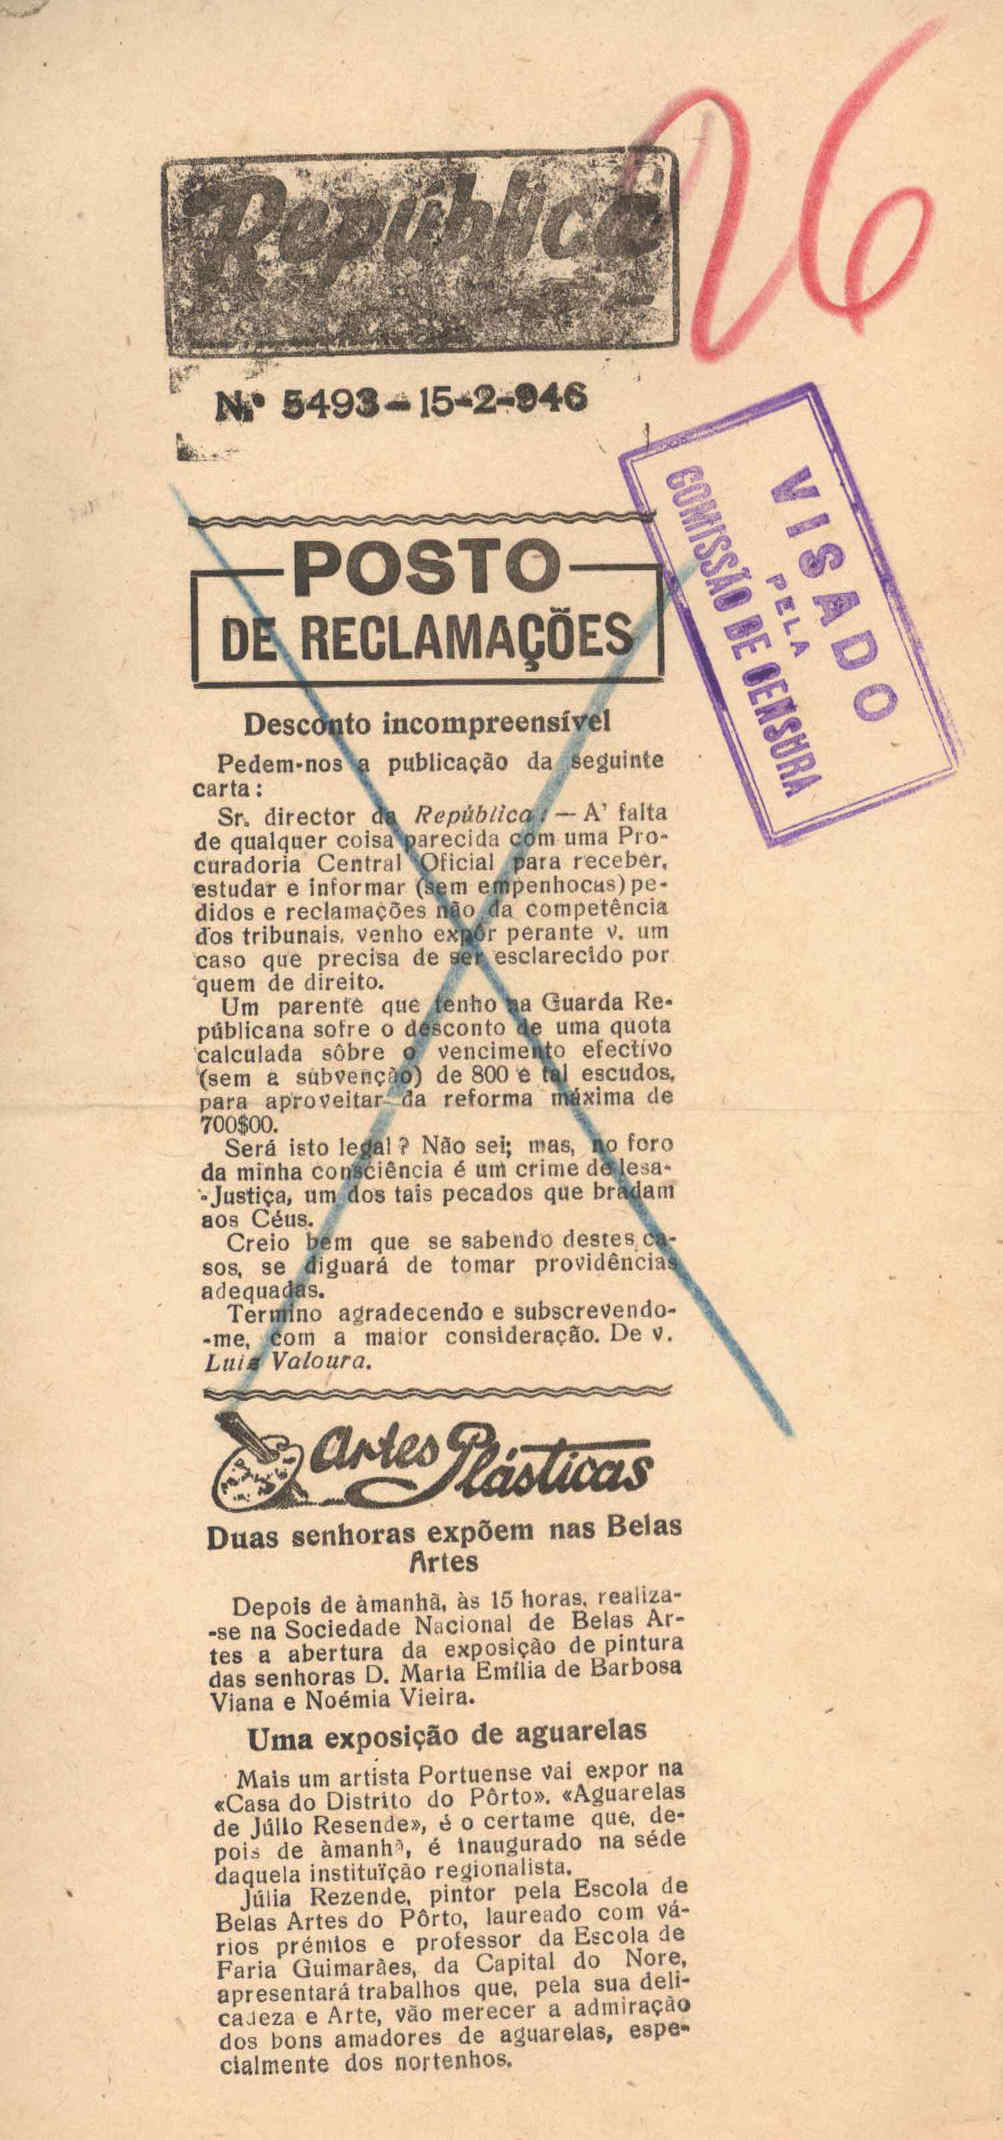 26
República
N.º 5493-15-2-946
VISADO
PELA
COMISSÃO DE CENSURA
POSTO
DE RECLAMAÇÕES
Desconto incompreensível
Pedem-nos a publicação da seguinte
carta:
Sr. director da República: — A' falta
de qualquer coisa parecida com uma Pro-
curadoria Central Oficial para receber,
estudar e informar (sem empenhocas) pe-
didos e reclamações não da competência
dos tribunais, venho expôr perante v. um
caso que precisa de ser esclarecido por
quem de direito.
Um parente que tenho na Guarda Re-
públicana sofre o desconto de uma quota
calculada sôbre o vencimento efectivo
(sem a subvenção) de 800 e tal escudos,
para aproveitar da reforma máxima de
700$00.
Será isto legal? Não sei; mas, no foro
da minha consciência é um crime de lesa-
-Justiça, um dos tais pecados que bradam
aos Céus.
Creio bem que se sabendo destes ca-
sos, se diguará de tomar providências
adequadas.
Termino agradecendo e subscrevendo-
-me, com a maior consideração. De v.
Luis Valoura.
Artes Plásticas
Duas senhoras expõem nas Belas
Artes
Depois de àmanhã, às 15 horas, realiza-
-se na Sociedade Nacional de Belas Ar-
tes a abertura da exposição de pintura
das senhoras D. Maria Emília de Barbosa
Viana e Noémia Vieira.
Uma exposição de aguarelas
Mais um artista Portuense vai expor na
«Casa do Distrito do Pôrto». «Aguarelas
de Júlio Resende», é o certame que, de-
pois de àmanhã, é inaugurado na séde
daquela instituïção regionalista.
Júlia Rezende, pintor pela Escola de
Belas Artes do Pôrto, laureado com vá-
rios prémios e professor da Escola de
Faria Guimarães, da Capital do Nore,
apresentará trabalhos que, pela sua deli-
cadeza e Arte, vão merecer a admiração
dos bons amadores de aguarelas, espe-
cialmente dos nortenhos.